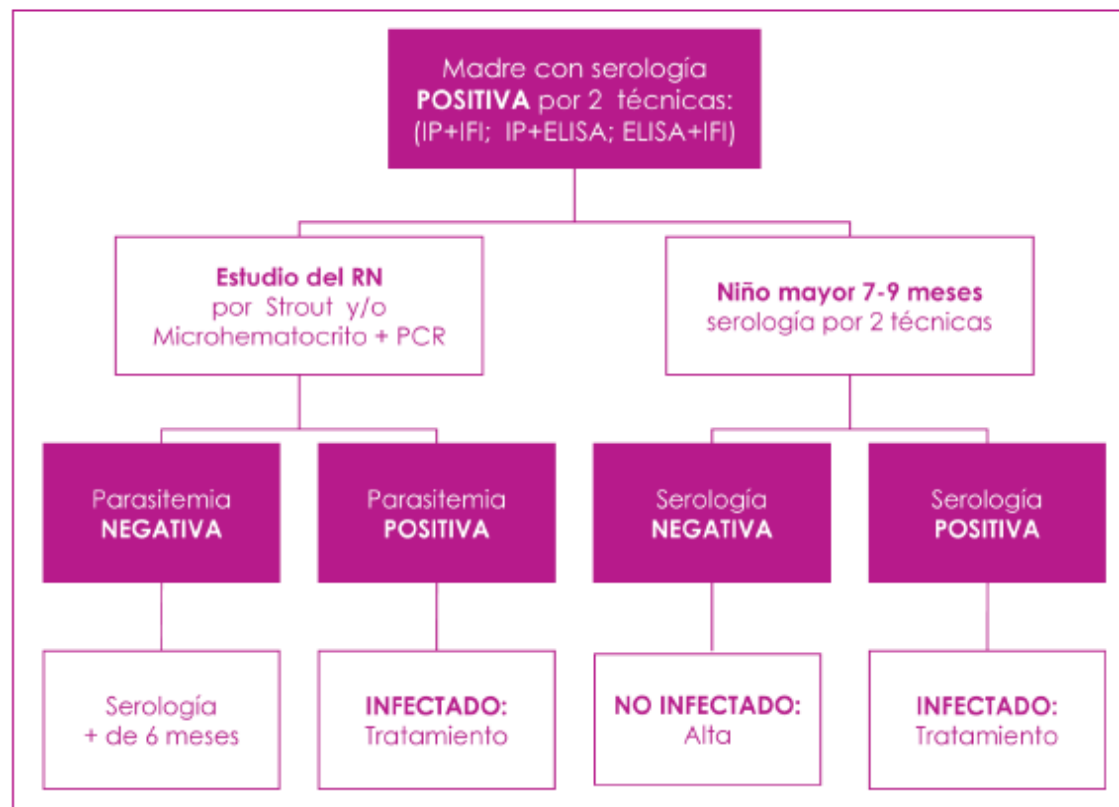 Madre con serología
POSITIVA por 2 técnicas:
(IP+IFI; IP+ELISA; ELISA+IFI)
Estudio del RN
por Strout y/o
Microhematocrito + PCR
Niño mayor 7-9 meses
serología por 2 técnicas
Parasitemia
NEGATIVA
Parasitemia
POSITIVA
Serología
NEGATIVA
Serología
POSITIVA
Serología
+ de 6 meses
INFECTADO:
Tratamiento
NO INFECTADO:
Alta
INFECTADO:
Tratamiento